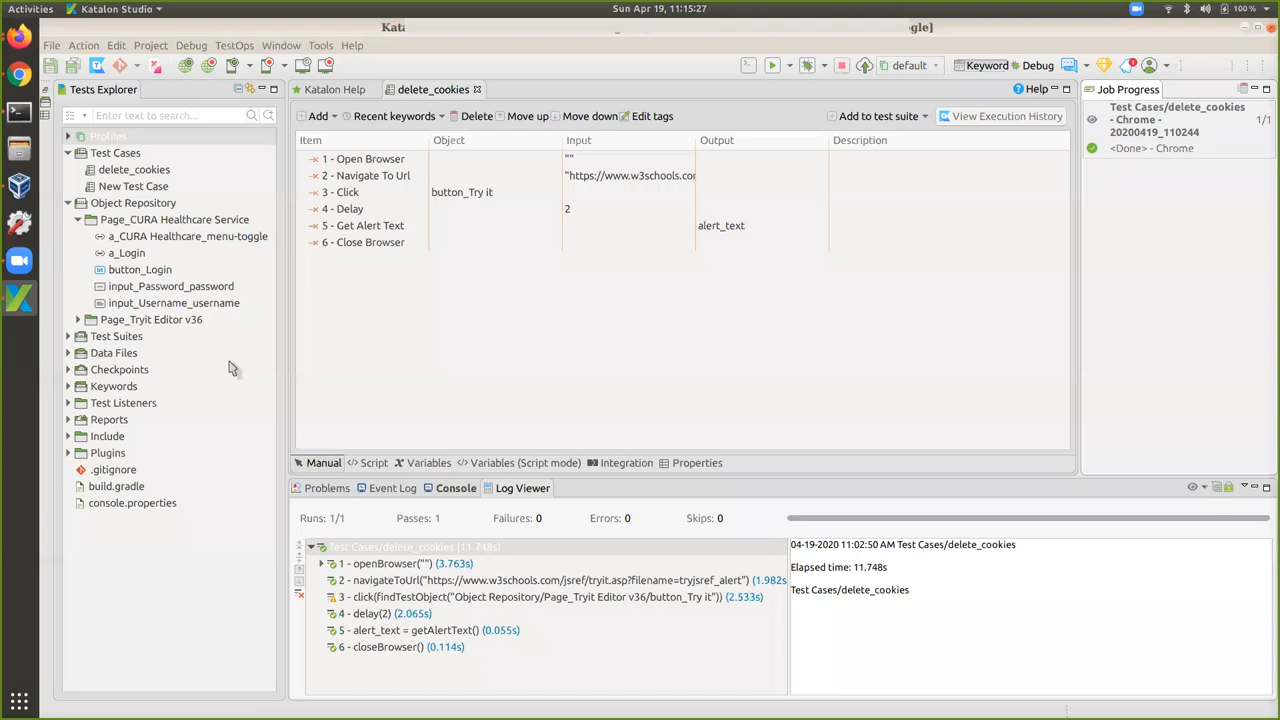 Activities Katalon Studio Sun Apr 19, 11:15:27 100 %
Kata gle]
File Action Edit Project Debug TestOps Window Tools Help
default Keyword Debug
Tests Explorer Katalon Help delete_cookies Help Job Progress
Enter text to search...
Add Recent keywords Delete Move up Move down Edit tags Add to test suite View Execution History
Item Object Input Output Description
1 - Open Browser ""
2 - Navigate To Url "https://www.w3schools.cor
3 - Click button_Try it
4 - Delay 2
5 - Get Alert Text alert_text
6 - Close Browser
Profiles
Test Cases
delete_cookies
New Test Case
Object Repository
Page_CURA Healthcare Service
a_CURA Healthcare_menu-toggle
a_Login
button_Login
input_Password_password
input_Username_username
Page_Tryit Editor v36
Test Suites
Data Files
Checkpoints
Keywords
Test Listeners
Reports
Include
Plugins
.gitignore
build.gradle
console.properties
Test Cases/delete_cookies
- Chrome - 1/1
20200419_110244
<Done> - Chrome
Manual Script Variables Variables (Script mode) Integration Properties
Problems Event Log Console Log Viewer
Runs: 1/1 Passes: 1 Failures: 0 Errors: 0 Skips: 0
Test Cases/delete_cookies (11.748s)
1 - openBrowser("") (3.763s)
2 - navigateToUrl("https://www.w3schools.com/jsref/tryit.asp?filename=tryjsref_alert") (1.982s
3 - click(findTestObject("Object Repository/Page_Tryit Editor v36/button_Try it")) (2.533s)
4 - delay(2) (2.065s)
5 - alert_text = getAlertText() (0.055s)
6 - closeBrowser() (0.114s)
04-19-2020 11:02:50 AM Test Cases/delete_cookies
Elapsed time: 11.748s
Test Cases/delete_cookies